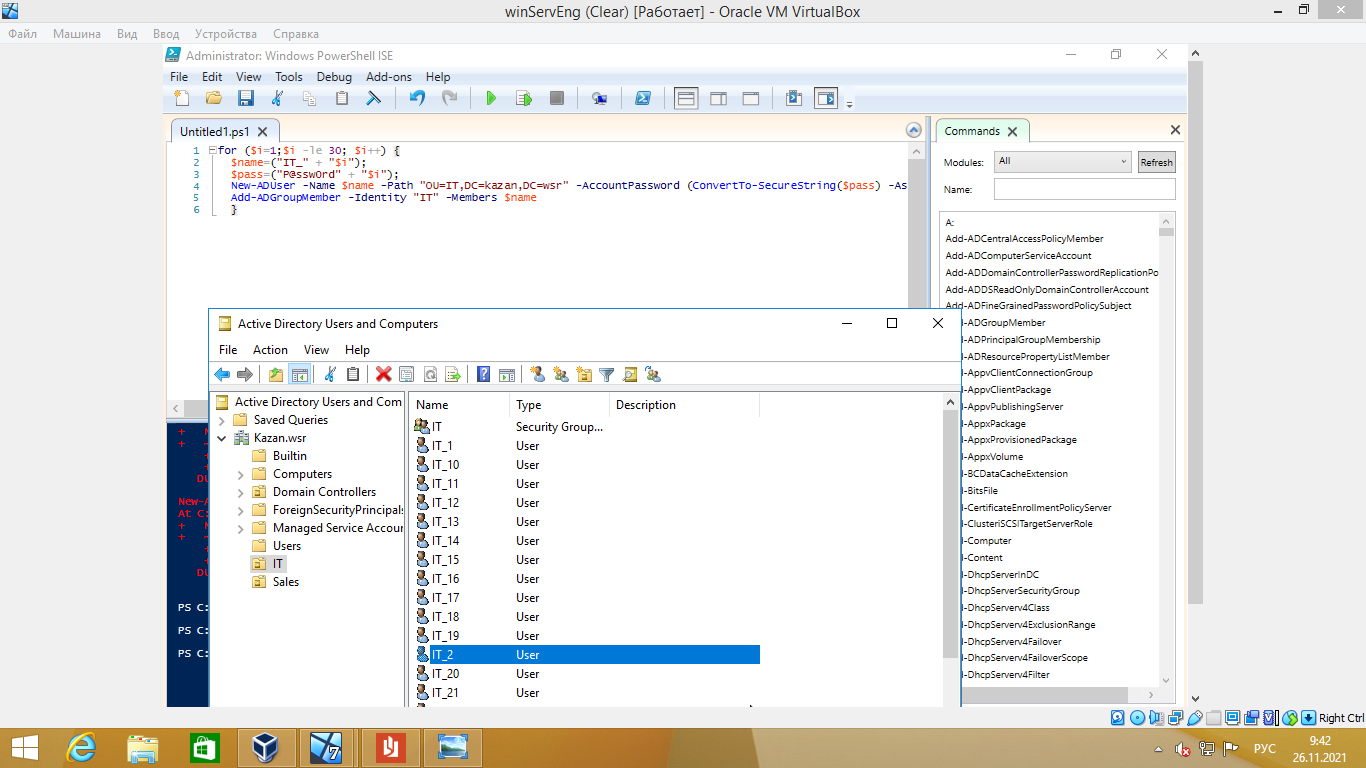 winServEng (Clear) [Работает] - Oracle VM VirtualBox
Файл Машина Вид Ввод Устройства Справка
Administrator: Windows PowerShell ISE
File Edit View Tools Debug Add-ons Help
Untitled1.ps1
1 for ($i=1;$i -le 30; $i++) {
2 $name=("IT_" + "$i");
3 $pass=("P@ssw0rd" + "$i");
4 New-ADUser -Name $name -Path "OU=IT,DC=kazan,DC=wsr" -AccountPassword (ConvertTo-SecureString($pass) -As
5 Add-ADGroupMember -Identity "IT" -Members $name
6 }
Commands
Modules: All Refresh
Name:
A:
Add-ADCentralAccessPolicyMember
Add-ADComputerServiceAccount
Add-ADDomainControllerPasswordReplicationPo
Add-ADDSReadOnlyDomainControllerAccount
Add-ADFineGrainedPasswordPolicySubject
l-ADGroupMember
l-ADPrincipalGroupMembership
l-ADResourcePropertyListMember
l-AppvClientConnectionGroup
l-AppvClientPackage
l-AppvPublishingServer
l-AppxPackage
l-AppxProvisionedPackage
l-AppxVolume
l-BCDataCacheExtension
l-BitsFile
l-CertificateEnrollmentPolicyServer
l-ClusteriSCSITargetServerRole
l-Computer
l-Content
l-DhcpServerInDC
l-DhcpServerSecurityGroup
l-DhcpServerv4Class
l-DhcpServerv4ExclusionRange
l-DhcpServerv4Failover
l-DhcpServerv4FailoverScope
l-DhcpServerv4Filter
Active Directory Users and Computers
File Action View Help
Active Directory Users and Com
Saved Queries
Kazan.wsr
Builtin
Computers
Domain Controllers
ForeignSecurityPrincipals
Managed Service Accour
Users
IT
Sales
Name Type Description
IT Security Group...
IT_1 User
IT_10 User
IT_11 User
IT_12 User
IT_13 User
IT_14 User
IT_15 User
IT_16 User
IT_17 User
IT_18 User
IT_19 User
IT_2 User
IT_20 User
IT_21 User
New-A
At C:
PS C:
PS C:
PS C:
Right Ctrl
7
РУС
9:42
26.11.2021